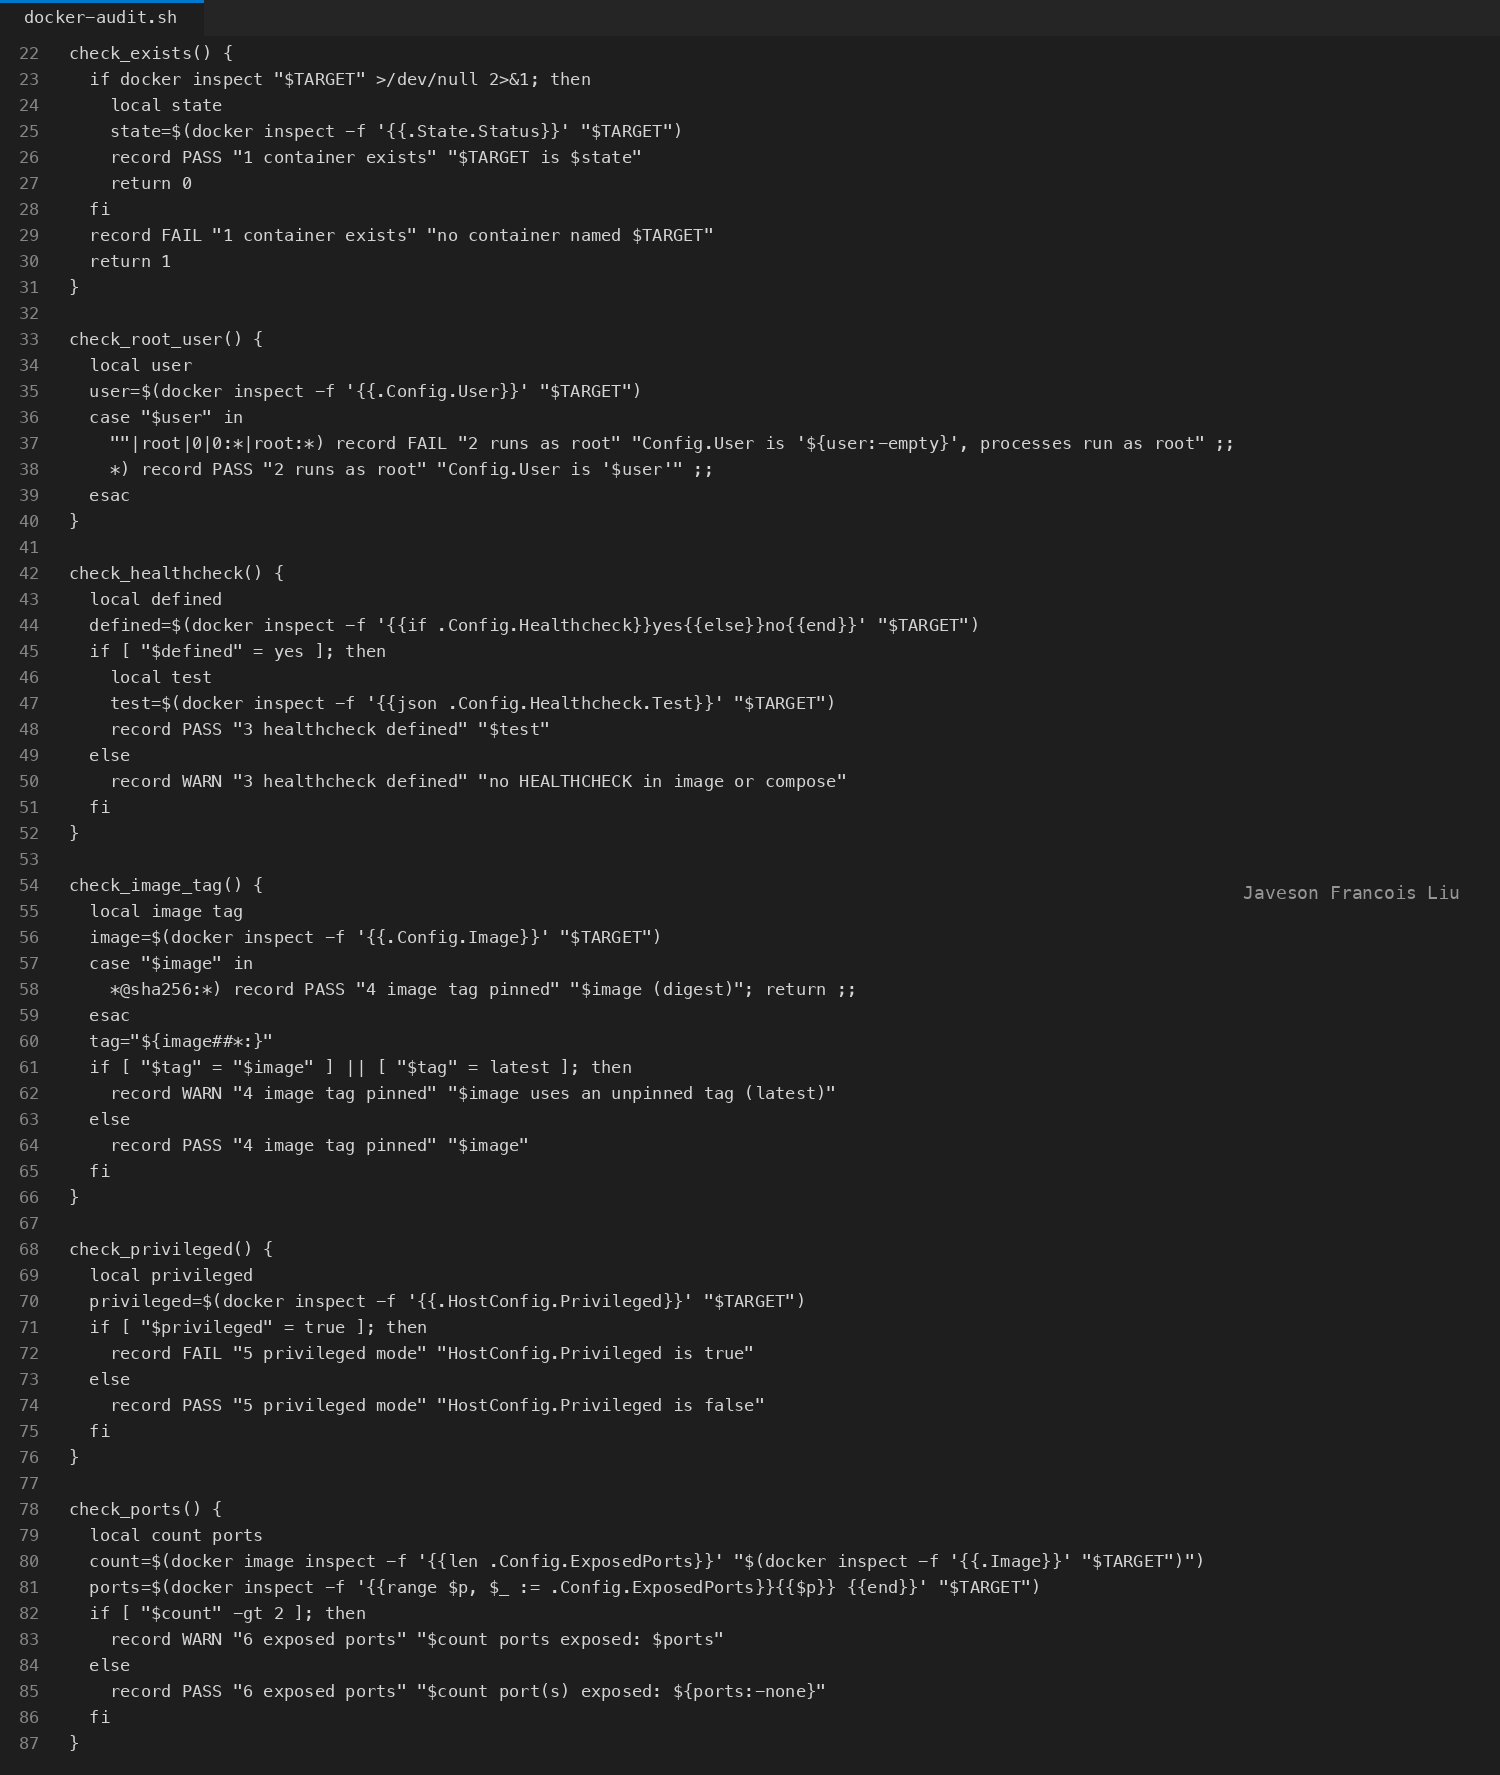 docker-audit.sh
22 check_exists() {
23   if docker inspect "$TARGET" >/dev/null 2>&1; then
24     local state
25     state=$(docker inspect -f '{{.State.Status}}' "$TARGET")
26     record PASS "1 container exists" "$TARGET is $state"
27     return 0
28   fi
29   record FAIL "1 container exists" "no container named $TARGET"
30   return 1
31 }
32
33 check_root_user() {
34   local user
35   user=$(docker inspect -f '{{.Config.User}}' "$TARGET")
36   case "$user" in
37     ""|root|0|0:*|root:*) record FAIL "2 runs as root" "Config.User is '${user:-empty}', processes run as root" ;;
38     *) record PASS "2 runs as root" "Config.User is '$user'" ;;
39   esac
40 }
41
42 check_healthcheck() {
43   local defined
44   defined=$(docker inspect -f '{{if .Config.Healthcheck}}yes{{else}}no{{end}}' "$TARGET")
45   if [ "$defined" = yes ]; then
46     local test
47     test=$(docker inspect -f '{{json .Config.Healthcheck.Test}}' "$TARGET")
48     record PASS "3 healthcheck defined" "$test"
49   else
50     record WARN "3 healthcheck defined" "no HEALTHCHECK in image or compose"
51   fi
52 }
53
54 check_image_tag() {
Javeson Francois Liu
55   local image tag
56   image=$(docker inspect -f '{{.Config.Image}}' "$TARGET")
57   case "$image" in
58     *@sha256:*) record PASS "4 image tag pinned" "$image (digest)"; return ;;
59   esac
60   tag="${image##*:}"
61   if [ "$tag" = "$image" ] || [ "$tag" = latest ]; then
62     record WARN "4 image tag pinned" "$image uses an unpinned tag (latest)"
63   else
64     record PASS "4 image tag pinned" "$image"
65   fi
66 }
67
68 check_privileged() {
69   local privileged
70   privileged=$(docker inspect -f '{{.HostConfig.Privileged}}' "$TARGET")
71   if [ "$privileged" = true ]; then
72     record FAIL "5 privileged mode" "HostConfig.Privileged is true"
73   else
74     record PASS "5 privileged mode" "HostConfig.Privileged is false"
75   fi
76 }
77
78 check_ports() {
79   local count ports
80   count=$(docker image inspect -f '{{len .Config.ExposedPorts}}' "$(docker inspect -f '{{.Image}}' "$TARGET")")
81   ports=$(docker inspect -f '{{range $p, $_ := .Config.ExposedPorts}}{{$p}} {{end}}' "$TARGET")
82   if [ "$count" -gt 2 ]; then
83     record WARN "6 exposed ports" "$count ports exposed: $ports"
84   else
85     record PASS "6 exposed ports" "$count port(s) exposed: ${ports:-none}"
86   fi
87 }